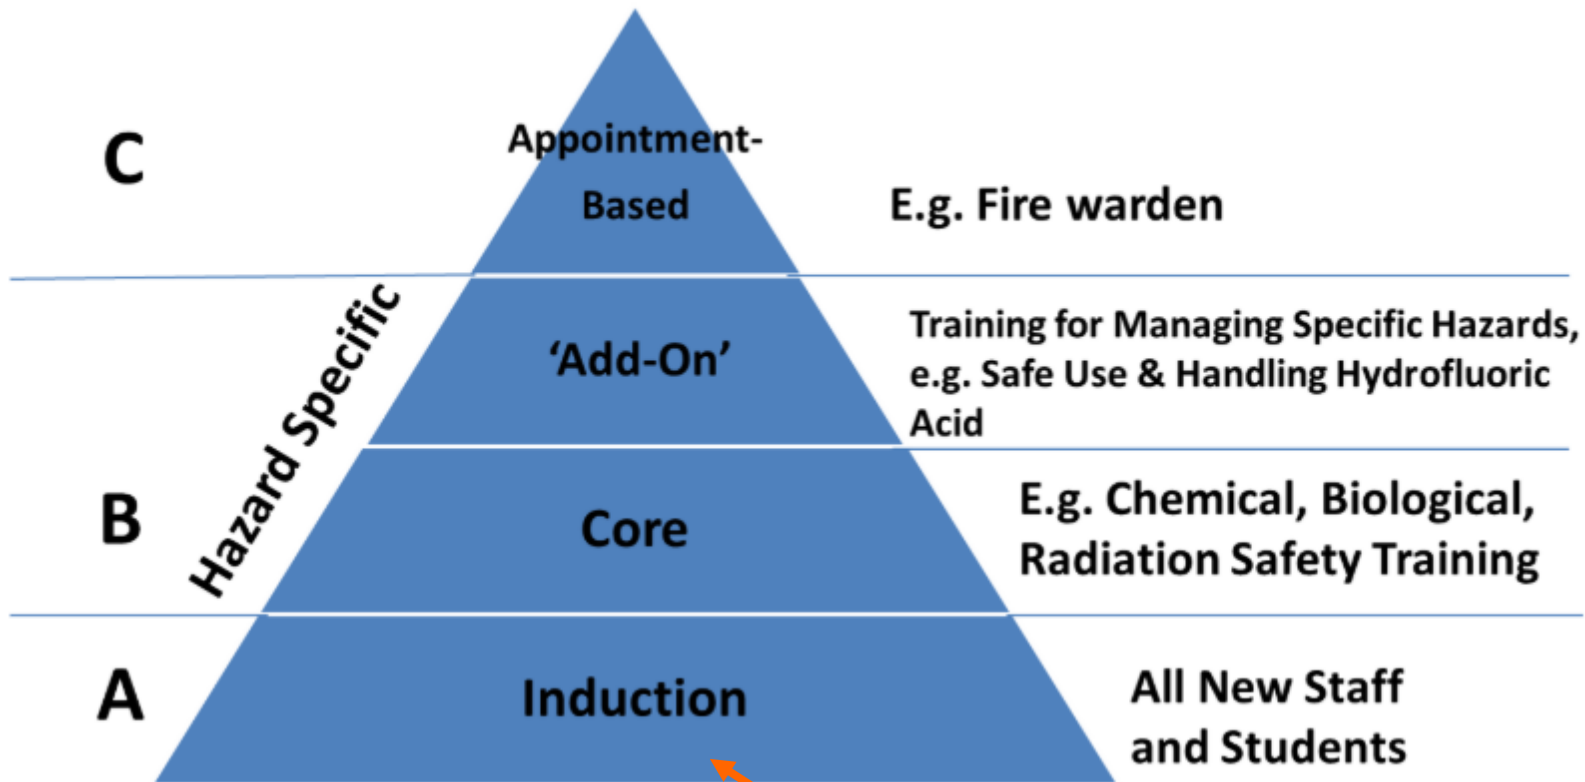 C
Appointment-
Based
E.g. Fire warden
Hazard Specific
‘Add-On’
Training for Managing Specific Hazards,
e.g. Safe Use & Handling Hydrofluoric
Acid
B
Core
E.g. Chemical, Biological,
Radiation Safety Training
A
Induction
All New Staff
and Students